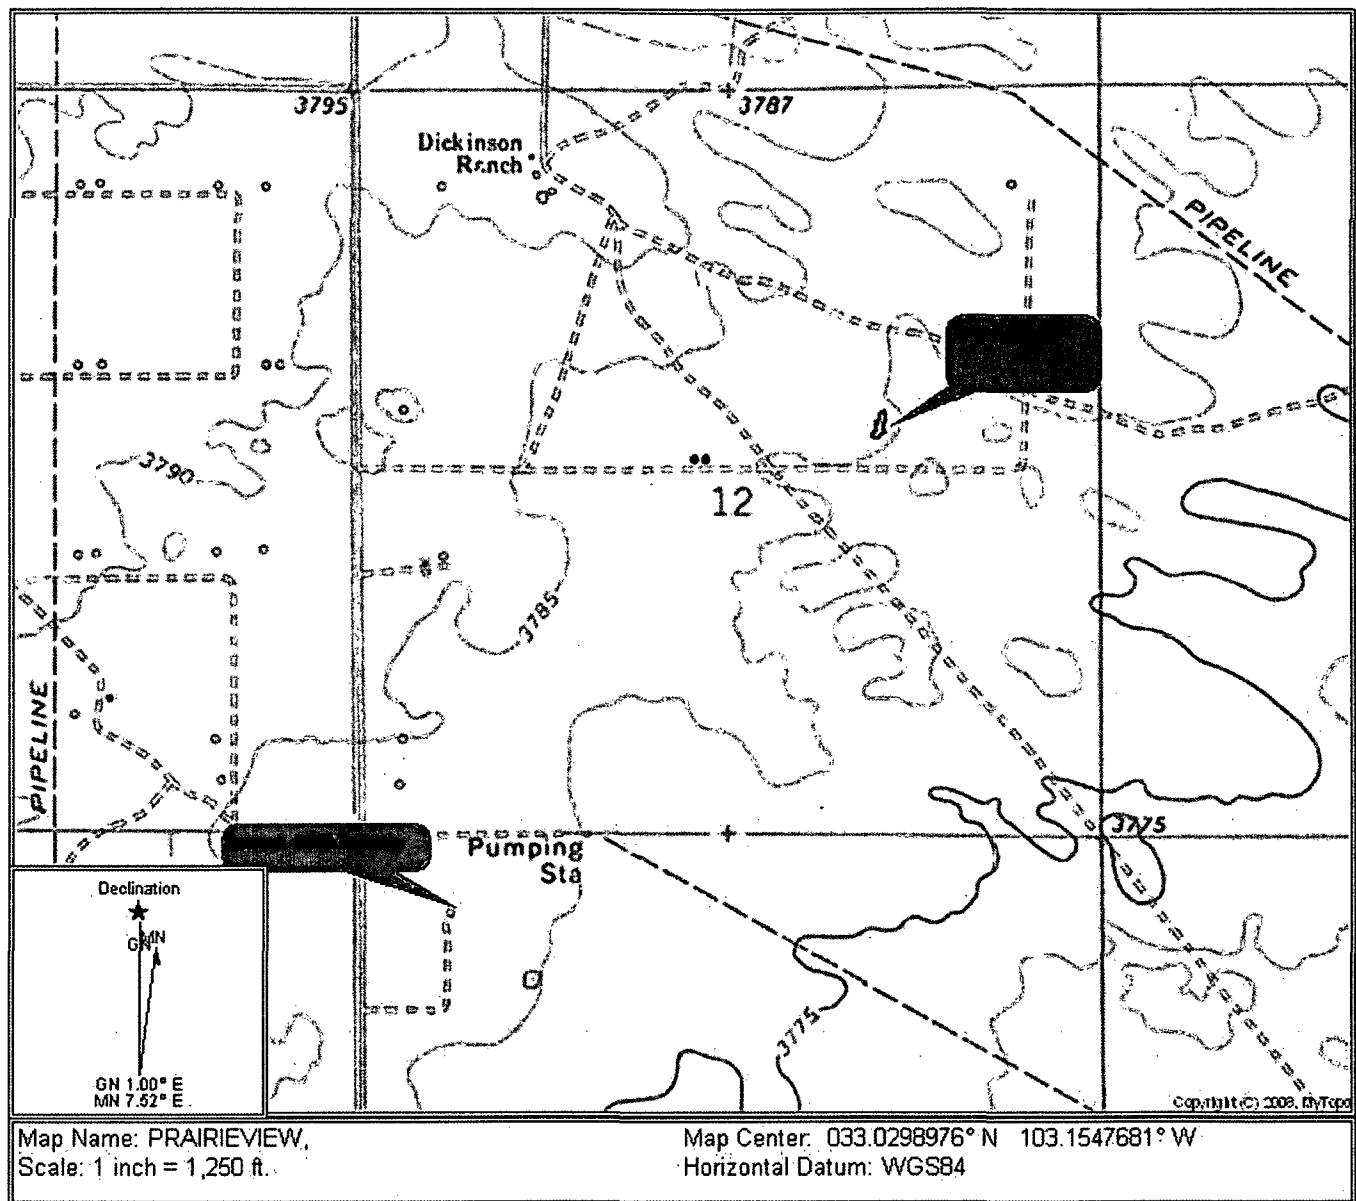 3795
3787
Dickinson
Ranch
PIPELINE
3790
12
3785
PIPELINE
3775
Pumping
Sta
3775
Declination
GN MN
GN 1.00° E
MN 7.52° E
Copyright (C) 2008, MyTopo
Map Name: PRAIRIEVIEW,
Scale: 1 inch = 1,250 ft.
Map Center: 033.0298976° N 103.1547681° W
Horizontal Datum: WGS84